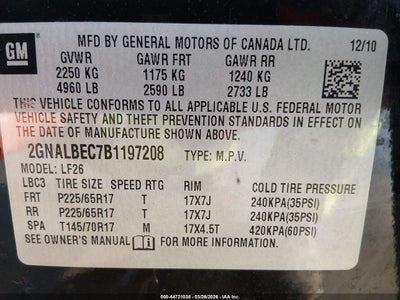 GM
MFD BY GENERAL MOTORS OF CANADA LTD. 12/10
GVWR GAWR FRT GAWR RR
2250 KG 1175 KG 1240 KG
4960 LB 2590 LB 2733 LB
THIS VEHICLE CONFORMS TO ALL APPLICABLE U.S. FEDERAL MOTOR
VEHICLE SAFETY AND THEFT PREVENTION STANDARDS IN EFFECT ON
THE DATE OF MANUFACTURE SHOWN ABOVE.
2GNALBEC7B1197208 TYPE: M.P.V.
MODEL: LF26
LBC3 TIRE SIZE SPEED RTG RIM COLD TIRE PRESSURE
FRT P225/65R17 T 17X7J 240KPA(35PSI)
RR P225/65R17 T 17X7J 240KPA(35PSI)
SPA T145/70R17 M 17X4.5T 420KPA(60PSI)
SEE OWNER'S MANUAL FOR MORE INFORMATION.
000-44721038 - 03/26/2026 - IAA Inc.